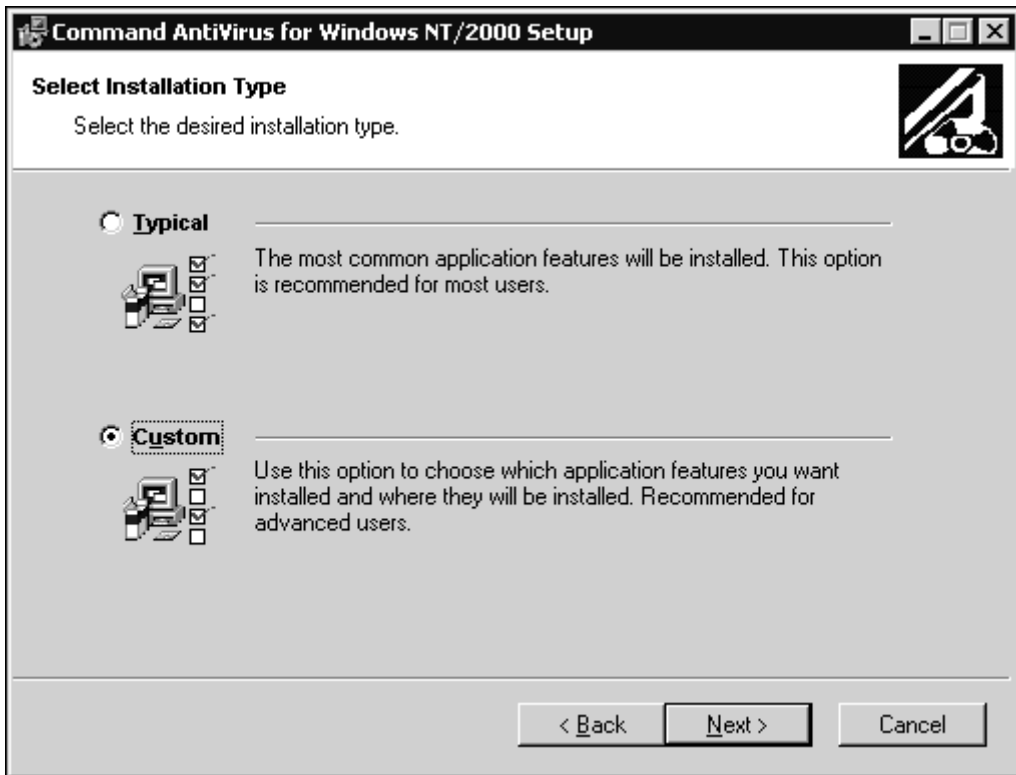 Command AntiVirus for Windows NT/2000 Setup
Select Installation Type
Select the desired installation type.
Typical
The most common application features will be installed. This option
is recommended for most users.
Custom
Use this option to choose which application features you want
installed and where they will be installed. Recommended for
advanced users.
< Back Next > Cancel